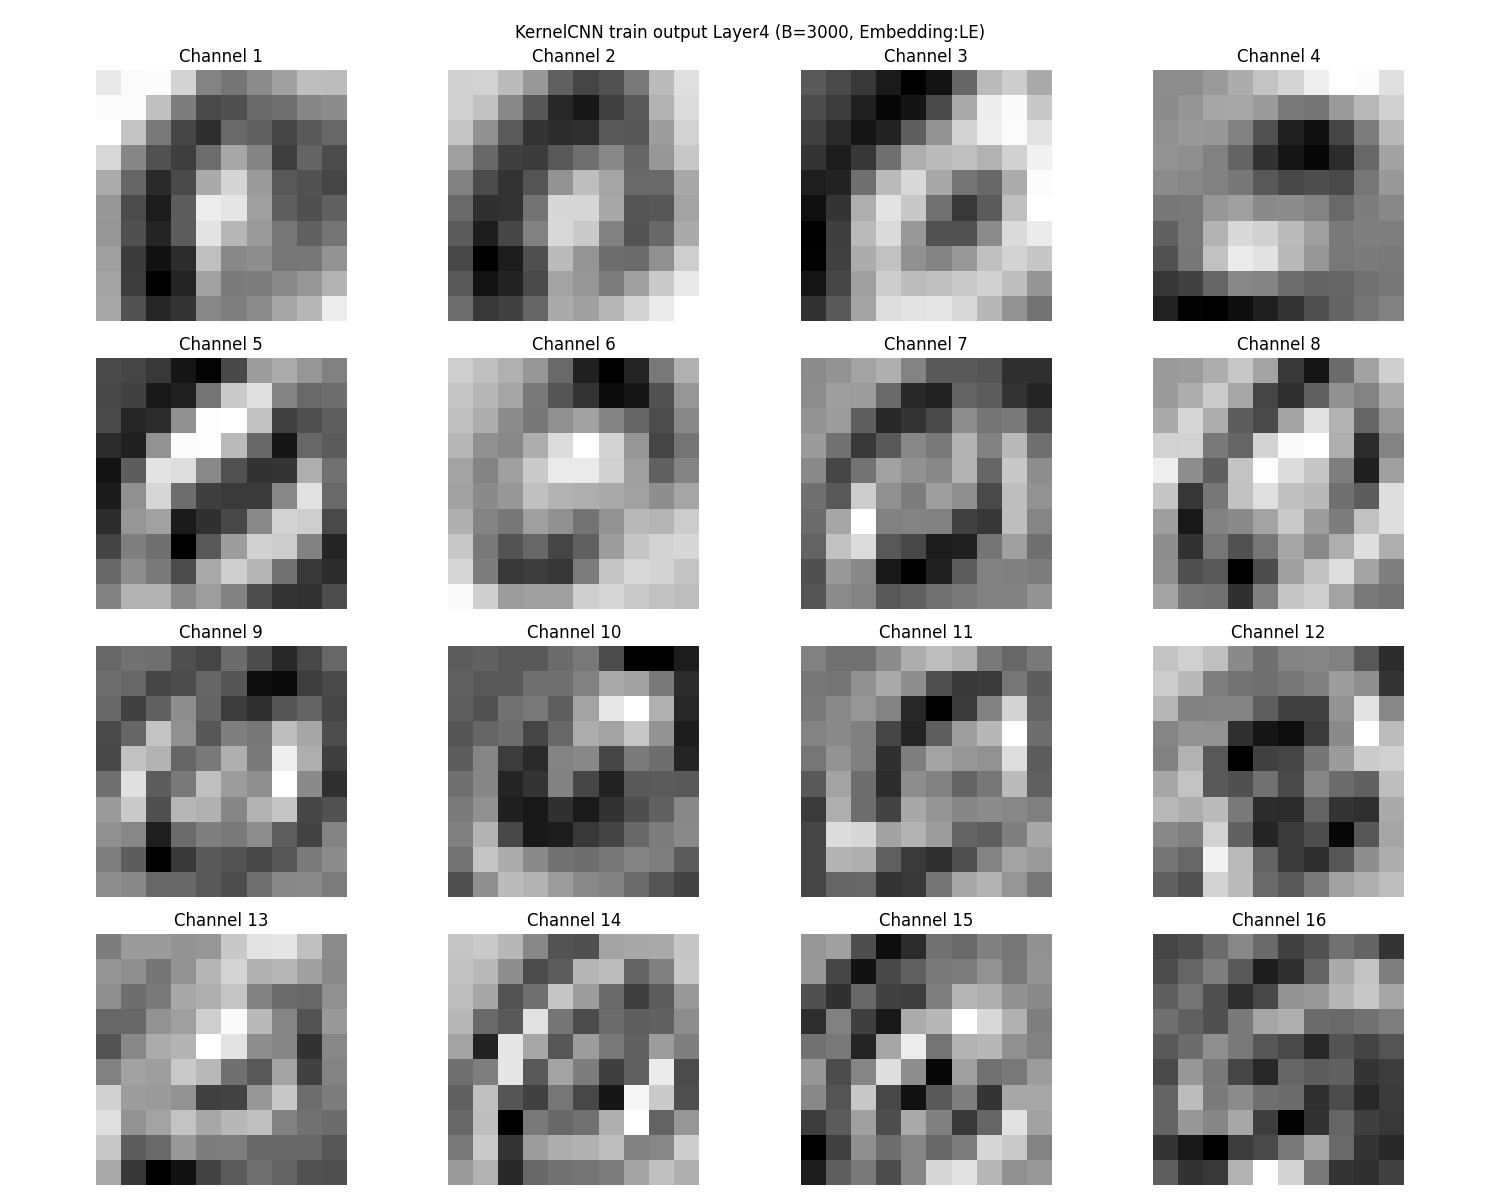 KernelCNN train output Layer4 (B=3000, Embedding:LE)
Channel 1 Channel 2 Channel 3 Channel 4
Channel 5 Channel 6 Channel 7 Channel 8
Channel 9 Channel 10 Channel 11 Channel 12
Channel 13 Channel 14 Channel 15 Channel 16